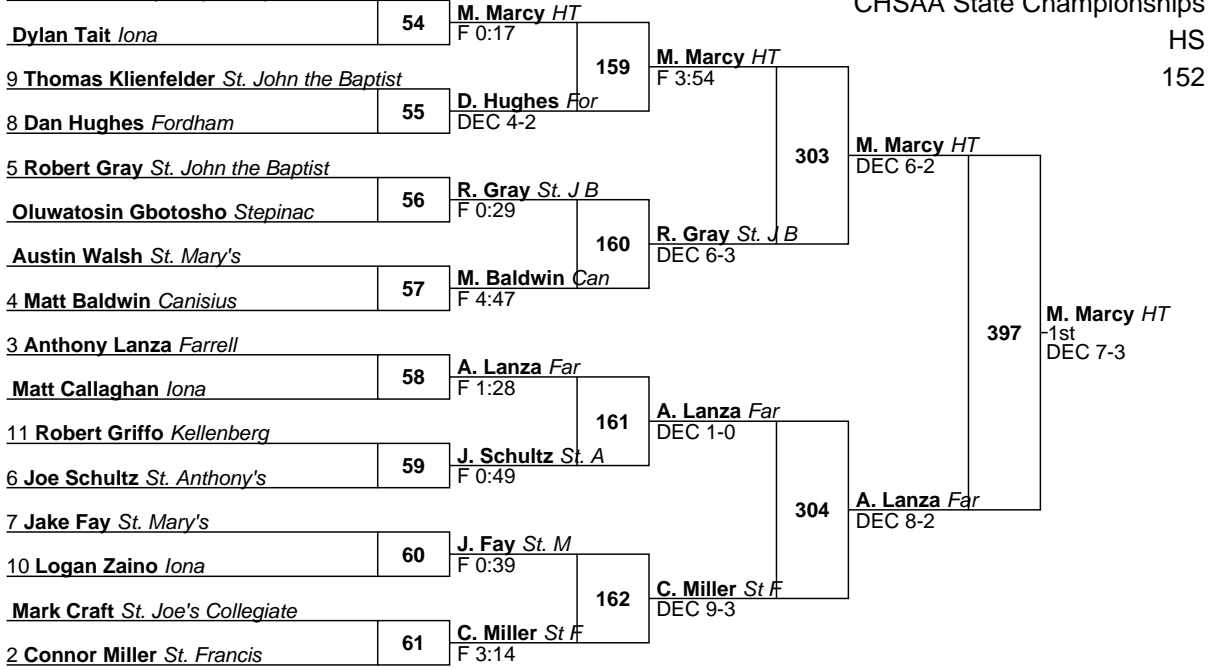 CHSAA State Championships
HS
152
Dylan Tait Iona
9 Thomas Klienfelder St. John the Baptist
8 Dan Hughes Fordham
5 Robert Gray St. John the Baptist
Oluwatosin Gbotosho Stepinac
Austin Walsh St. Mary's
4 Matt Baldwin Canisius
3 Anthony Lanza Farrell
Matt Callaghan Iona
11 Robert Griffo Kellenberg
6 Joe Schultz St. Anthony's
7 Jake Fay St. Mary's
10 Logan Zaino Iona
Mark Craft St. Joe's Collegiate
2 Connor Miller St. Francis
54
55
56
57
58
59
60
61
M. Marcy HT
F 0:17
D. Hughes For
DEC 4-2
R. Gray St. J B
F 0:29
M. Baldwin Can
F 4:47
A. Lanza Far
F 1:28
J. Schultz St. A
F 0:49
J. Fay St. M
F 0:39
C. Miller St F
F 3:14
159
160
161
162
M. Marcy HT
F 3:54
R. Gray St. J B
DEC 6-3
A. Lanza Far
DEC 1-0
C. Miller St F
DEC 9-3
303
304
M. Marcy HT
DEC 6-2
A. Lanza Far
DEC 8-2
397
M. Marcy HT
1st
DEC 7-3